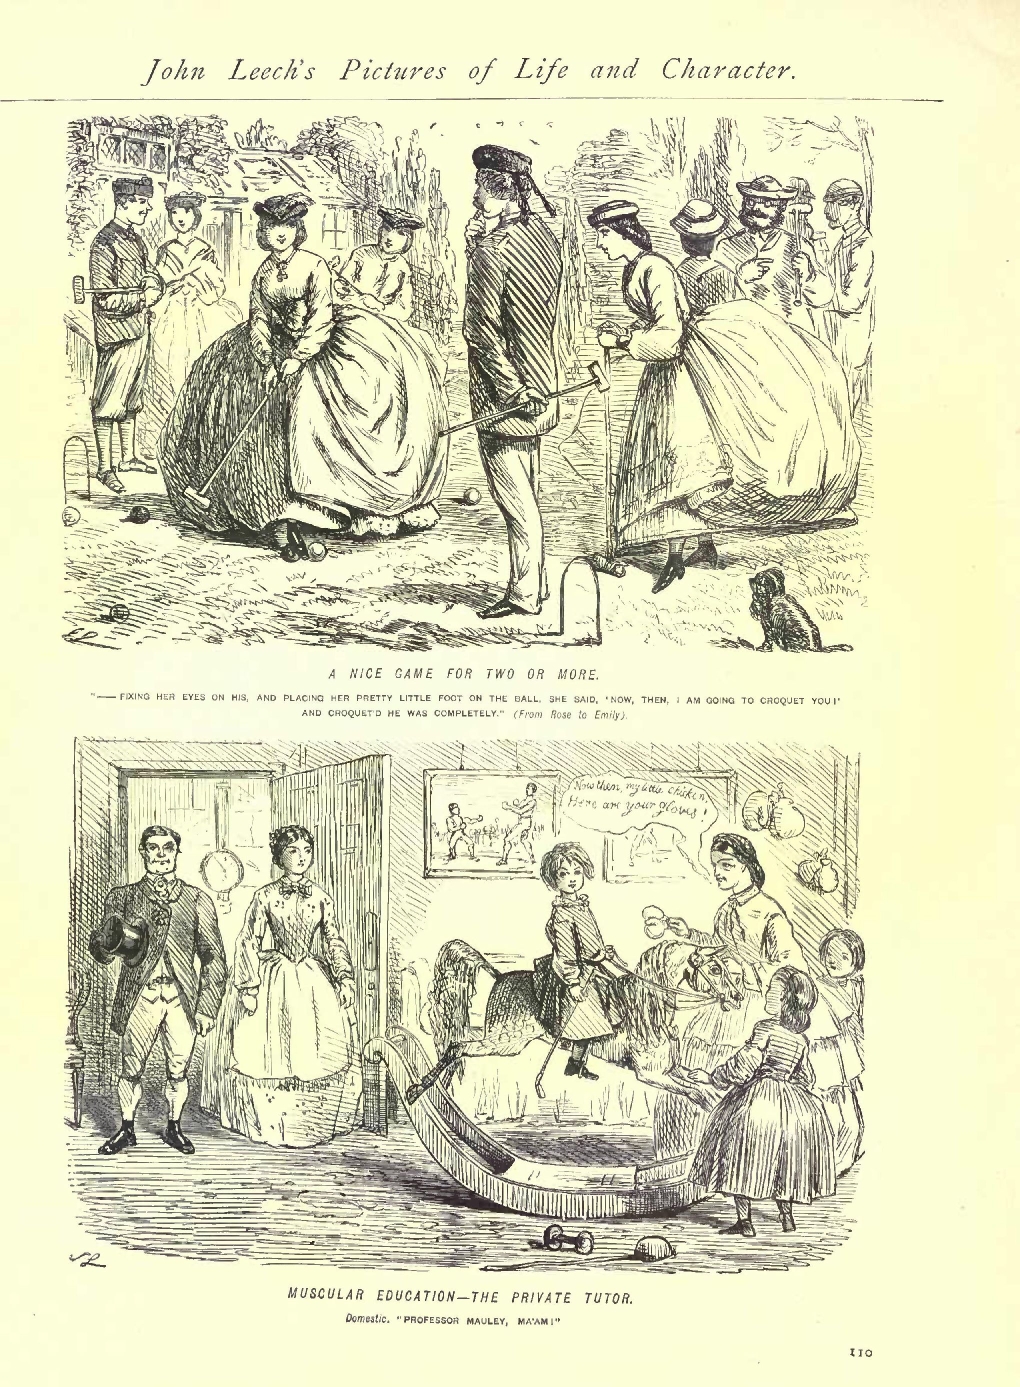 John Leech's Pictures of Life and Character.
A NICE GAME FOR TWO OR MORE.
"—— FIXING HER EYES ON HIS, AND PLACING HER PRETTY LITTLE FOOT ON THE BALL, SHE SAID, 'NOW, THEN, I AM GOING TO CROQUET YOU!'
AND CROQUET'D HE WAS COMPLETELY." (From Rose to Emily).
Now then, my little chicken,
Here are your gloves!
MUSCULAR EDUCATION—THE PRIVATE TUTOR.
Domestic. "PROFESSOR MAULEY, MA'AM!"
110